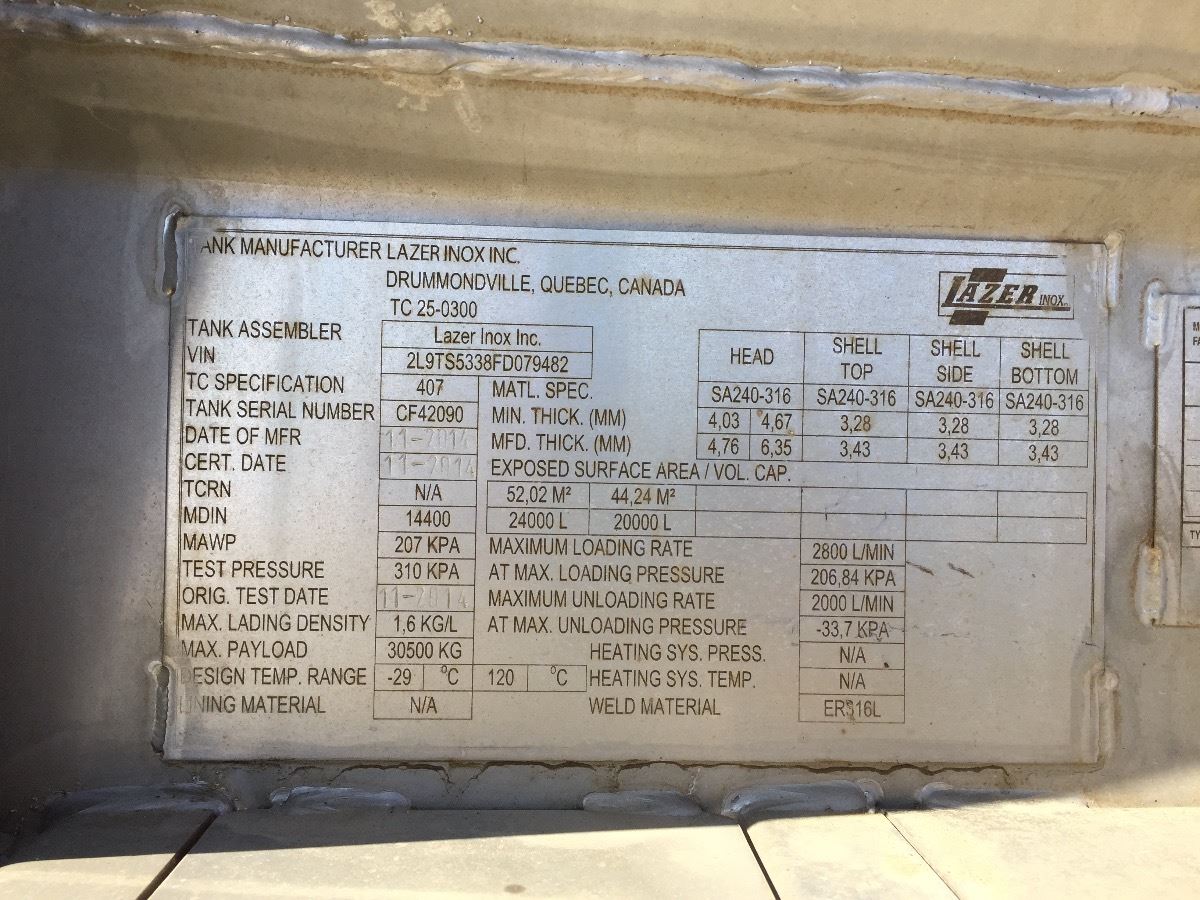 TANK MANUFACTURER LAZER INOX INC.
DRUMMONDVILLE, QUEBEC, CANADA
TC 25-0300
LAZER INOX
TANK ASSEMBLER Lazer Inox Inc.
VIN 2L9TS5338FD079482
HEAD SHELL TOP SHELL SIDE SHELL BOTTOM
TC SPECIFICATION 407 MATL. SPEC. SA240-316 SA240-316 SA240-316 SA240-316
TANK SERIAL NUMBER CF42090 MIN. THICK. (MM) 4,03 4,67 3,28 3,28 3,28
DATE OF MFR 11-2014 MFD. THICK. (MM) 4,76 6,35 3,43 3,43 3,43
CERT. DATE 11-2014 EXPOSED SURFACE AREA / VOL. CAP.
TCRN N/A 52,02 M² 44,24 M²
MDIN 14400 24000 L 20000 L
MAWP 207 KPA MAXIMUM LOADING RATE 2800 L/MIN
TEST PRESSURE 310 KPA AT MAX. LOADING PRESSURE 206,84 KPA
ORIG. TEST DATE 11-2014 MAXIMUM UNLOADING RATE 2000 L/MIN
MAX. LADING DENSITY 1,6 KG/L AT MAX. UNLOADING PRESSURE -33,7 KPA
MAX. PAYLOAD 30500 KG HEATING SYS. PRESS. N/A
DESIGN TEMP. RANGE -29 °C 120 °C HEATING SYS. TEMP. N/A
LINING MATERIAL N/A WELD MATERIAL ER316L